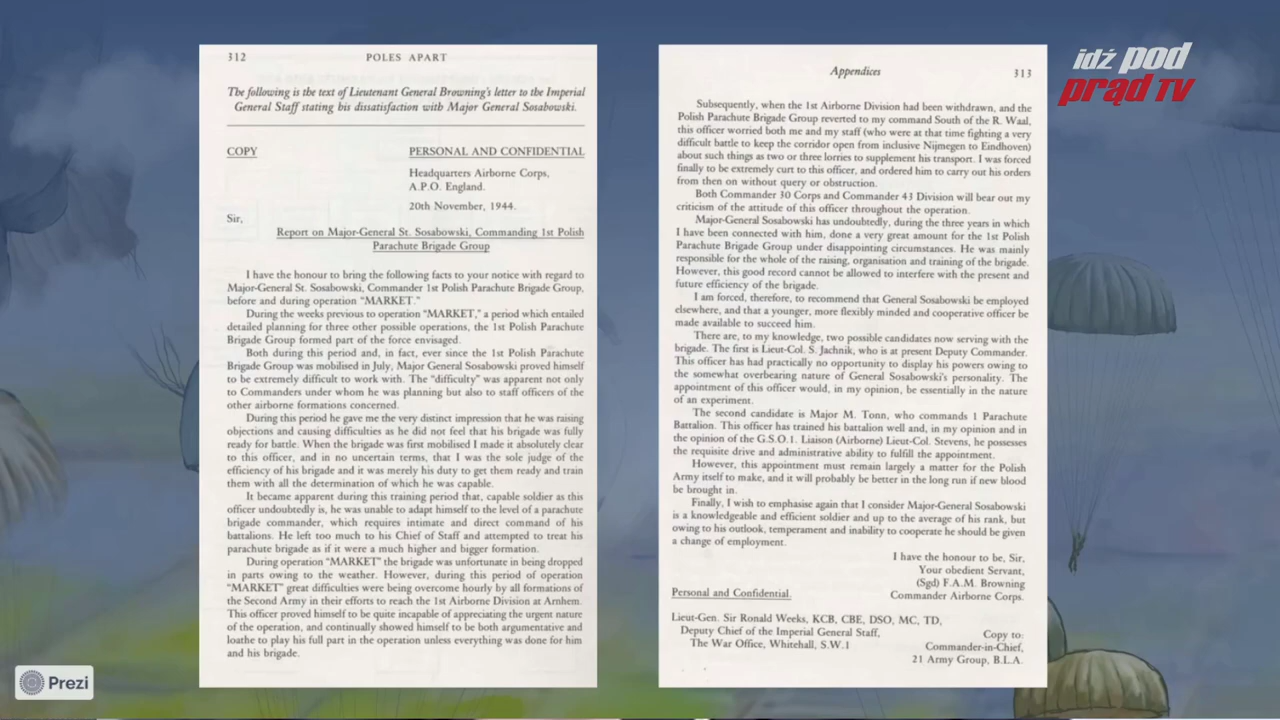 312 POLES APART
The following is the text of Lieutenant General Browning's letter to the Imperial
General Staff stating his dissatisfaction with Major General Sosabowski.
COPY PERSONAL AND CONFIDENTIAL
Headquarters Airborne Corps,
A.P.O. England.
20th November, 1944.
Sir,
Report on Major-General St. Sosabowski, Commanding 1st Polish
Parachute Brigade Group
I have the honour to bring the following facts to your notice with regard to
Major-General St. Sosabowski, Commander 1st Polish Parachute Brigade Group,
before and during operation “MARKET.”
During the weeks previous to operation “MARKET,” a period which entailed
detailed planning for three other possible operations, the 1st Polish Parachute
Brigade Group formed part of the force envisaged.
Both during this period and, in fact, ever since the 1st Polish Parachute
Brigade Group was mobilised in July, Major General Sosabowski proved himself
to be extremely difficult to work with. The “difficulty” was apparent not only
to Commanders under whom he was planning but also to staff officers of the
other airborne formations concerned.
During this period he gave me the very distinct impression that he was raising
objections and causing difficulties as he did not feel that his brigade was fully
ready for battle. When the brigade was first mobilised I made it absolutely clear
to this officer, and in no uncertain terms, that I was the sole judge of the
efficiency of his brigade and it was merely his duty to get them ready and train
them with all the determination of which he was capable.
It became apparent during this training period that, capable soldier as this
officer undoubtedly is, he was unable to adapt himself to the level of a parachute
brigade commander, which requires intimate and direct command of his
battalions. He left too much to his Chief of Staff and attempted to treat his
parachute brigade as if it were a much higher and bigger formation.
During operation “MARKET” the brigade was unfortunate in being dropped
in parts owing to the weather. However, during this period of operation
“MARKET” great difficulties were being overcome hourly by all formations of
the Second Army in their efforts to reach the 1st Airborne Division at Arnhem.
This officer proved himself to be quite incapable of appreciating the urgent nature
of the operation, and continually showed himself to be both argumentative and
loathe to play his full part in the operation unless everything was done for him
and his brigade.
Appendices 313
Subsequently, when the 1st Airborne Division had been withdrawn, and the
Polish Parachute Brigade Group reverted to my command South of the R. Waal,
this officer worried both me and my staff (who were at that time fighting a very
difficult battle to keep the corridor open from inclusive Nijmegen to Eindhoven)
about such things as two or three lorries to supplement his transport. I was forced
finally to be extremely curt to this officer, and ordered him to carry out his orders
from then on without query or obstruction.
Both Commander 30 Corps and Commander 43 Division will bear out my
criticism of the attitude of this officer throughout the operation.
Major-General Sosabowski has undoubtedly, during the three years in which
I have been connected with him, done a very great amount for the 1st Polish
Parachute Brigade Group under disappointing circumstances. He was mainly
responsible for the whole of the raising, organisation and training of the brigade.
However, this good record cannot be allowed to interfere with the present and
future efficiency of the brigade.
I am forced, therefore, to recommend that General Sosabowski be employed
elsewhere, and that a younger, more flexibly minded and cooperative officer be
made available to succeed him.
There are, to my knowledge, two possible candidates now serving with the
brigade. The first is Lieut-Col. S. Jachnik, who is at present Deputy Commander.
This officer has had practically no opportunity to display his powers owing to
the somewhat overbearing nature of General Sosabowski's personality. The
appointment of this officer would, in my opinion, be essentially in the nature
of an experiment.
The second candidate is Major M. Tonn, who commands 1 Parachute
Battalion. This officer has trained his battalion well and, in my opinion and in
the opinion of the G.S.O.1. Liaison (Airborne) Lieut-Col. Stevens, he possesses
the requisite drive and administrative ability to fulfill the appointment.
However, this appointment must remain largely a matter for the Polish
Army itself to make, and it will probably be better in the long run if new blood
be brought in.
Finally, I wish to emphasise again that I consider Major-General Sosabowski
is a knowledgeable and efficient soldier and up to the average of his rank, but
owing to his outlook, temperament and inability to cooperate he should be given
a change of employment.
I have the honour to be, Sir,
Your obedient Servant,
(Sgd) F.A.M. Browning
Commander Airborne Corps.
Personal and Confidential.
Lieut-Gen. Sir Ronald Weeks, KCB, CBE, DSO, MC, TD,
Deputy Chief of the Imperial General Staff,
The War Office, Whitehall, S.W.1
Copy to:
Commander-in-Chief,
21 Army Group, B.L.A.
idź pod
prąd TV
Prezi